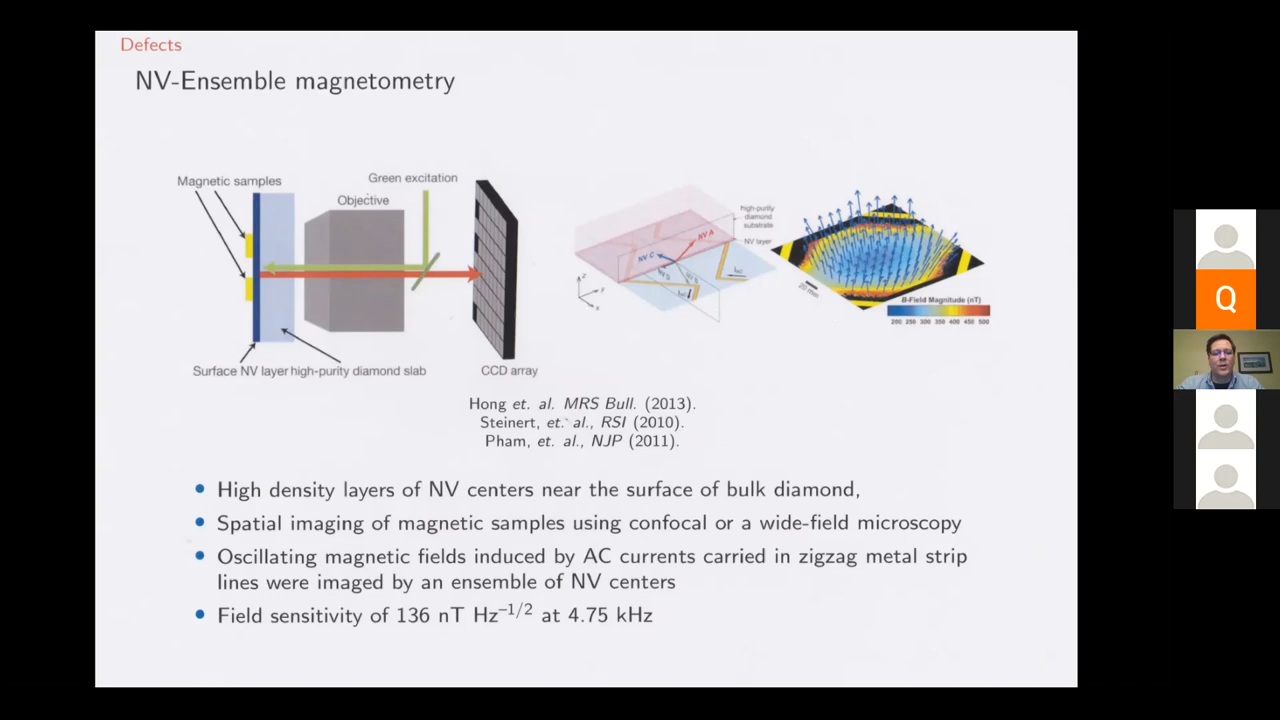 Defects
NV-Ensemble magnetometry
Magnetic samples
Green excitation
Objective
Surface NV layer high-purity diamond slab
CCD array
high-purity
diamond
substrate
NV layer
NV A
NV C
20 mm
B-Field Magnitude (nT)
200 250 300 350 400 450 500
Hong et. al. MRS Bull. (2013).
Steinert, et. al., RSI (2010).
Pham, et. al., NJP (2011).
• High density layers of NV centers near the surface of bulk diamond,
• Spatial imaging of magnetic samples using confocal or a wide-field microscopy
• Oscillating magnetic fields induced by AC currents carried in zigzag metal strip
lines were imaged by an ensemble of NV centers
• Field sensitivity of 136 nT Hz⁻¹/² at 4.75 kHz
Q